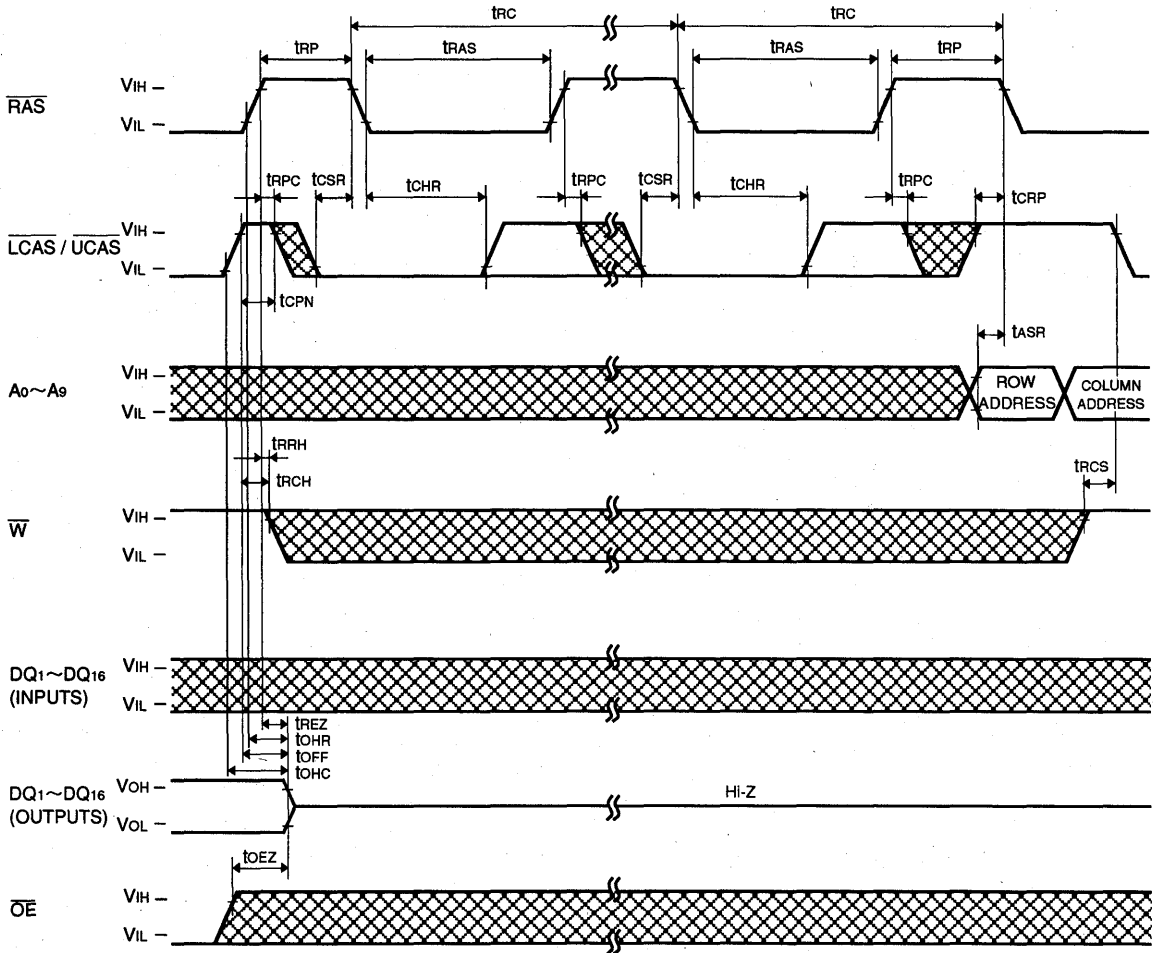 tRC tRC
tRP tRAS tRAS tRP
RAS VIH
VIL
tRPC tCSR tCHR tRPC tCSR tCHR tRPC tCRP
LCAS / UCAS VIH
VIL
tCPN
tASR
A0~A9 VIH
VIL
ROW ADDRESS
COLUMN ADDRESS
tRRH
tRCH
tRCS
W VIH
VIL
DQ1~DQ16 (INPUTS) VIH
VIL
tREZ
tOHR
tOFF
tOHC
DQ1~DQ16 (OUTPUTS) VOH
VOL
Hi-Z
tOEZ
OE VIH
VIL